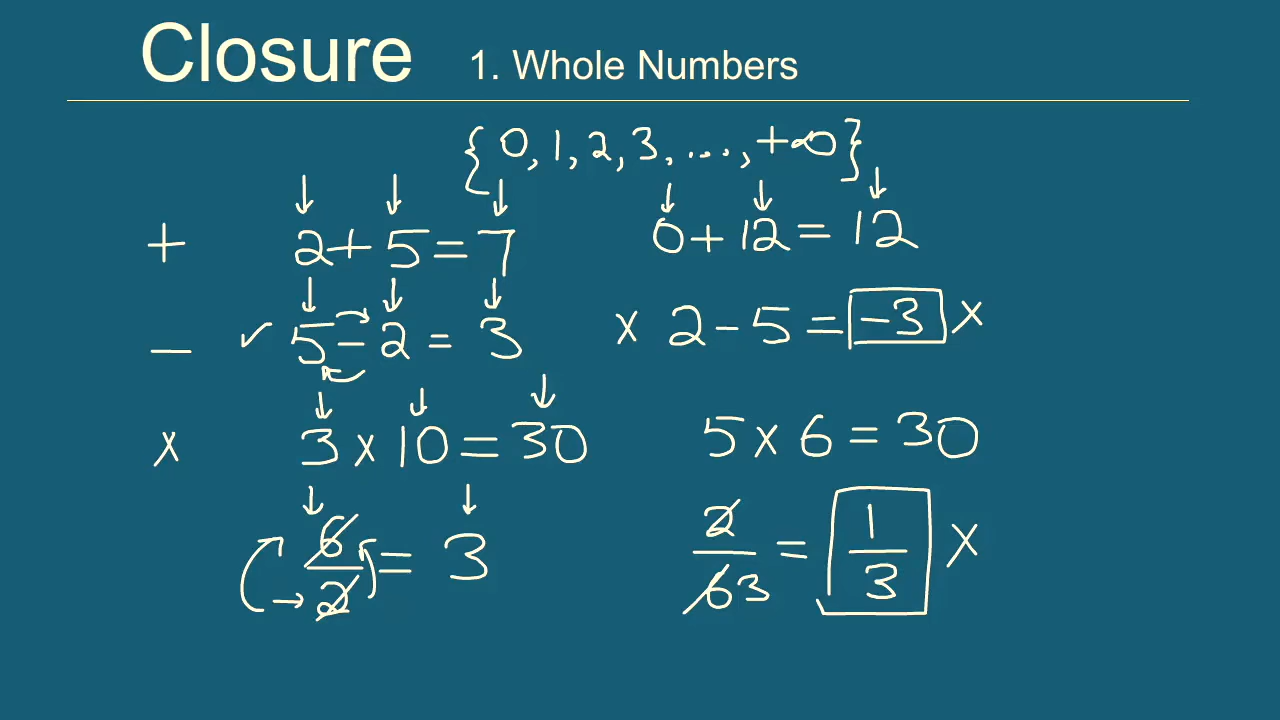 Closure 1. Whole Numbers
{0, 1, 2, 3, ..., +∞}
+ 2 + 5 = 7 0 + 12 = 12
− ✓ 5 − 2 = 3 x 2 − 5 = −3 x
x 3 x 10 = 30 5 x 6 = 30
6/2 = 3 2/6 3 = 1/3 x